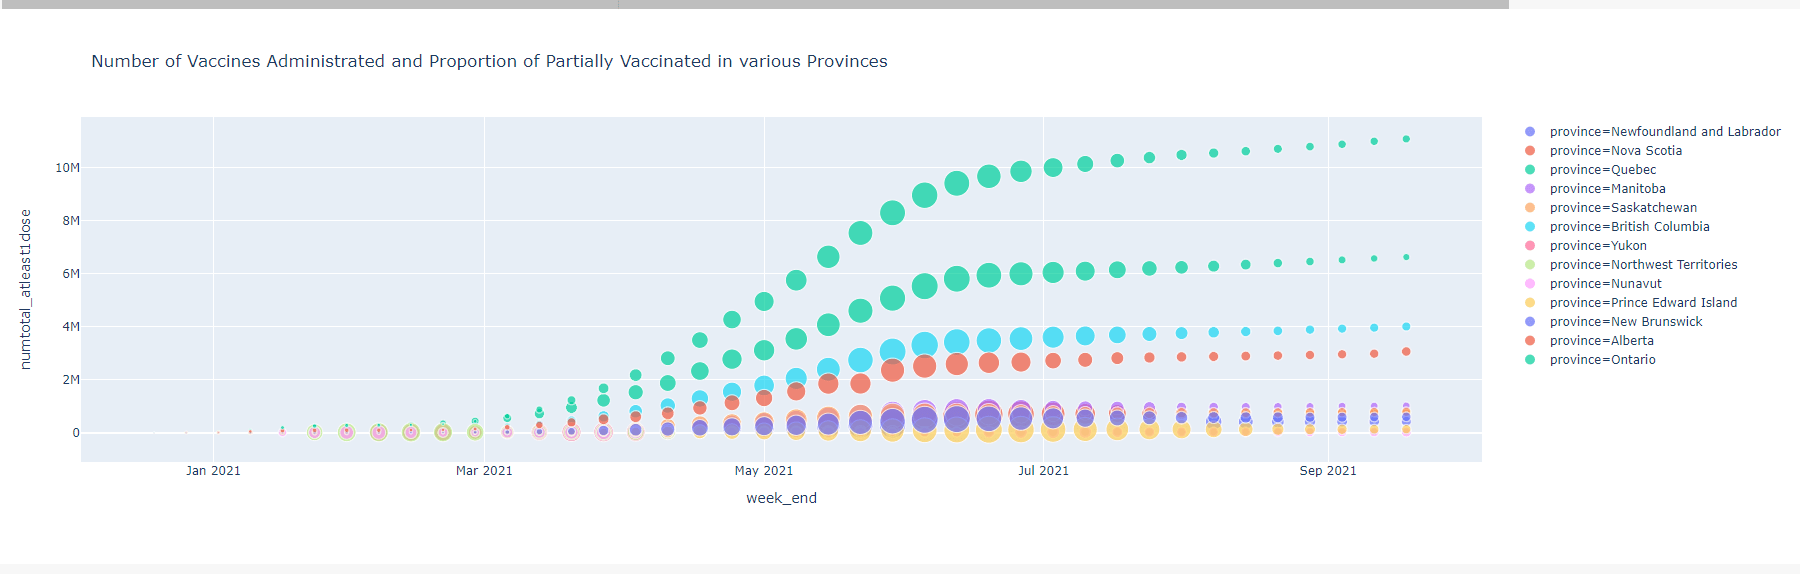 Number of Vaccines Administrated and Proportion of Partially Vaccinated in various Provinces
numtotal_atleast1dose
10M
8M
6M
4M
2M
0
Jan 2021
Mar 2021
May 2021
Jul 2021
Sep 2021
week_end
province=Newfoundland and Labrador
province=Nova Scotia
province=Quebec
province=Manitoba
province=Saskatchewan
province=British Columbia
province=Yukon
province=Northwest Territories
province=Nunavut
province=Prince Edward Island
province=New Brunswick
province=Alberta
province=Ontario